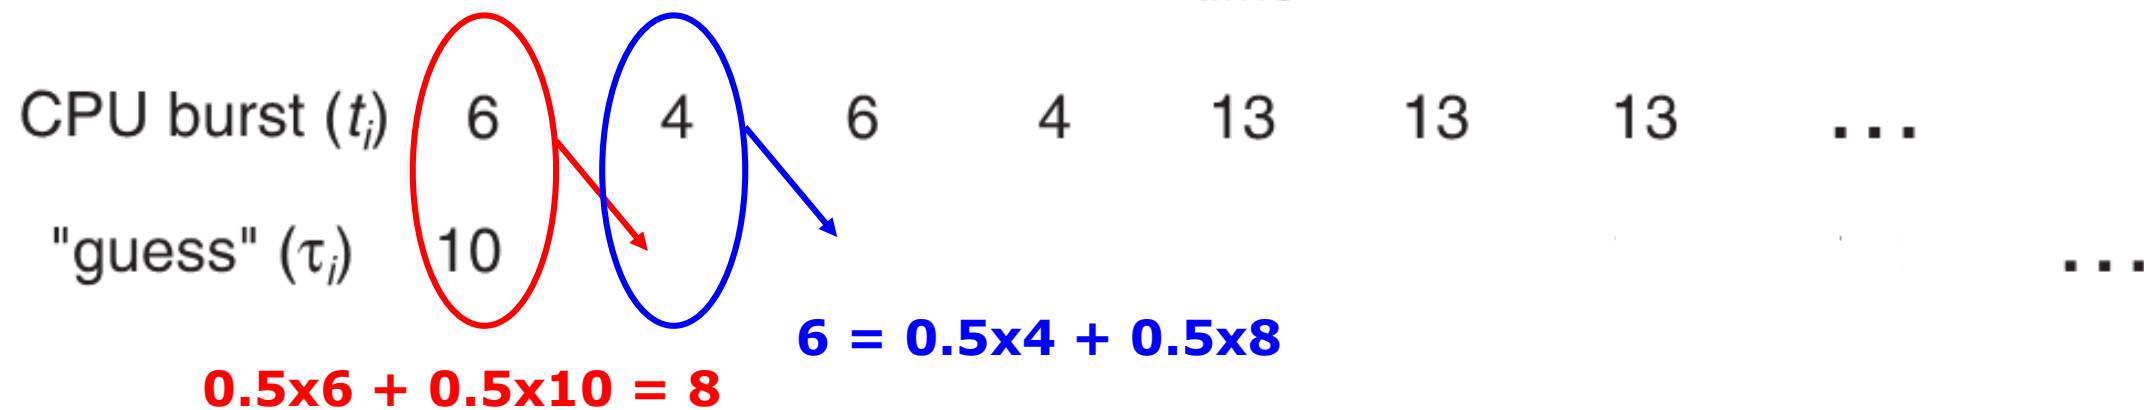 CPU burst (tᵢ) 6 4 6 4 13 13 13 ...
"guess" (τᵢ) 10 ...
6 = 0.5x4 + 0.5x8
0.5x6 + 0.5x10 = 8